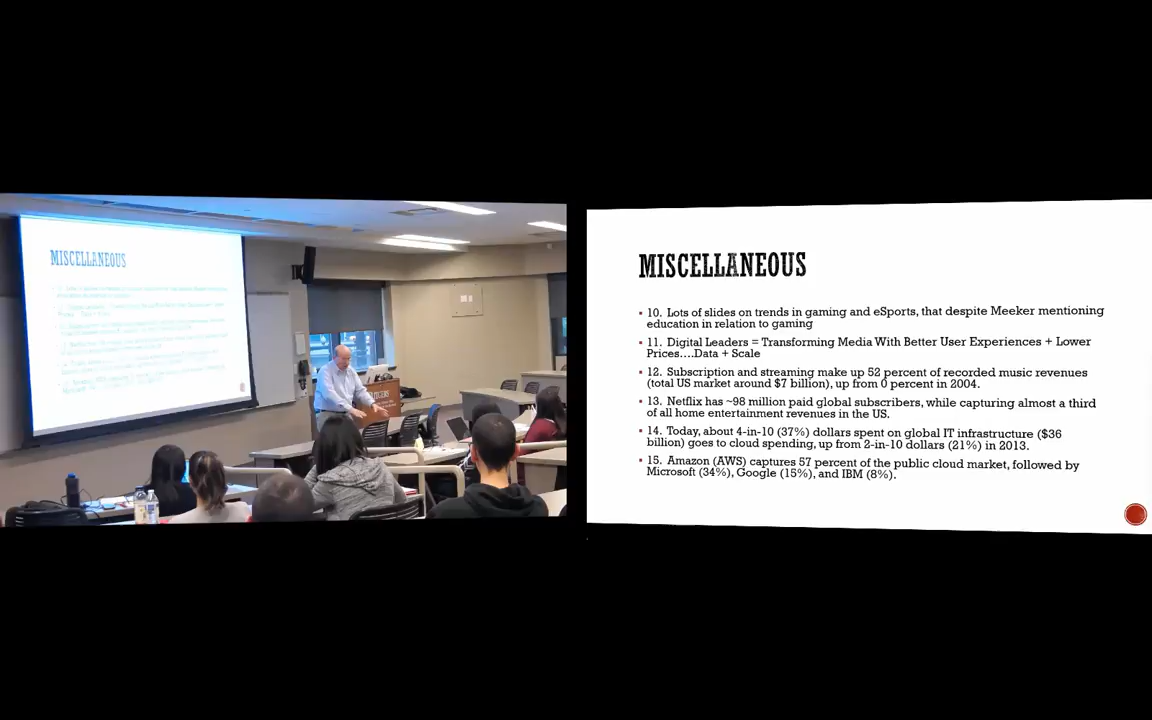 MISCELLANEOUS
RUTGERS
MISCELLANEOUS
10. Lots of slides on trends in gaming and eSports, that despite Meeker mentioning
education in relation to gaming
11. Digital Leaders = Transforming Media With Better User Experiences + Lower
Prices....Data + Scale
12. Subscription and streaming make up 52 percent of recorded music revenues
(total US market around $7 billion), up from 0 percent in 2004.
13. Netflix has ~98 million paid global subscribers, while capturing almost a third
of all home entertainment revenues in the US.
14. Today, about 4-in-10 (37%) dollars spent on global IT infrastructure ($36
billion) goes to cloud spending, up from 2-in-10 dollars (21%) in 2013.
15. Amazon (AWS) captures 57 percent of the public cloud market, followed by
Microsoft (34%), Google (15%), and IBM (8%).